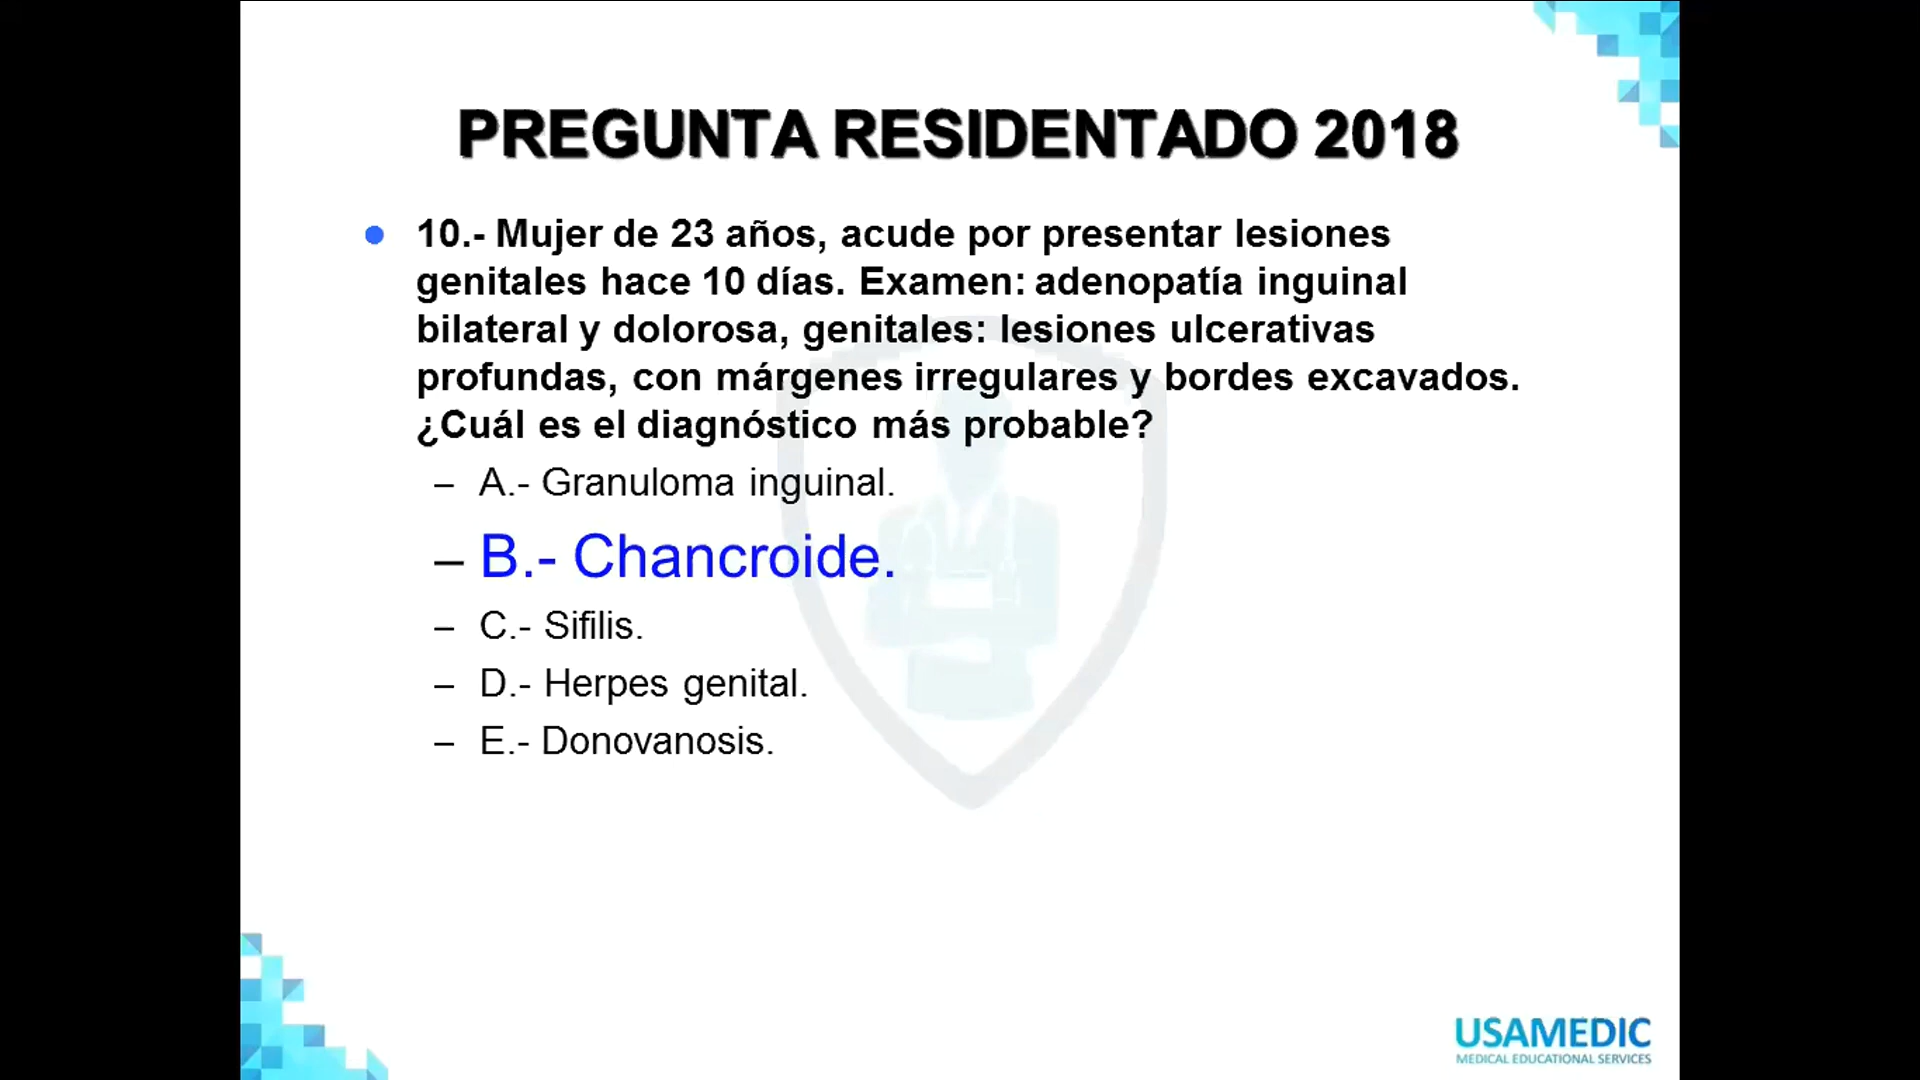 PREGUNTA RESIDENTADO 2018
● 10.- Mujer de 23 años, acude por presentar lesiones
genitales hace 10 días. Examen: adenopatía inguinal
bilateral y dolorosa, genitales: lesiones ulcerativas
profundas, con márgenes irregulares y bordes excavados.
¿Cuál es el diagnóstico más probable?
– A.- Granuloma inguinal.
– B.- Chancroide.
– C.- Sifilis.
– D.- Herpes genital.
– E.- Donovanosis.
USAMEDIC
MEDICAL EDUCATIONAL SERVICES